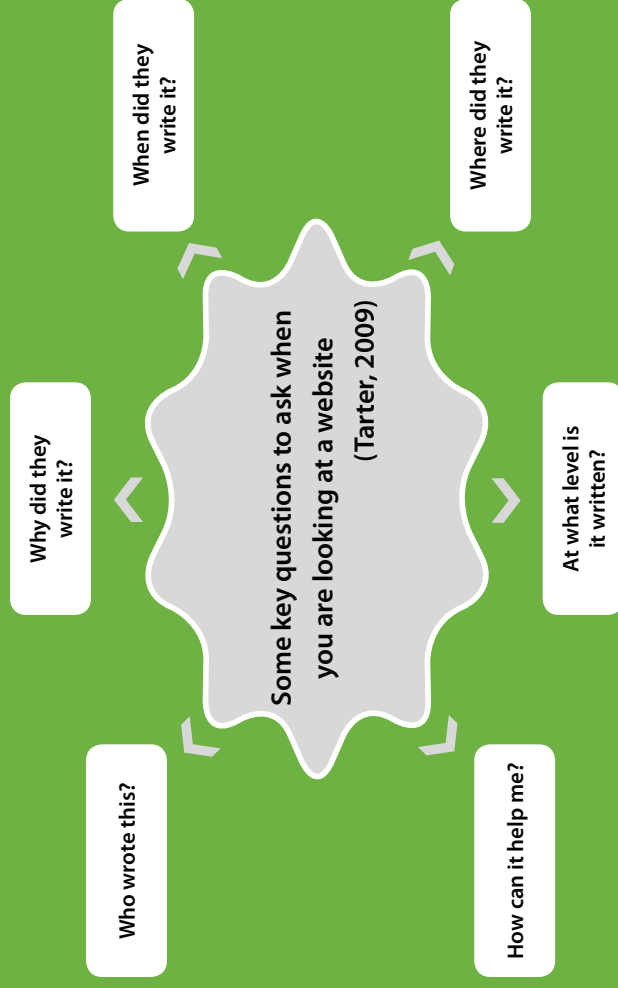 Who wrote this?
Why did they
write it?
When did they
write it?
Some key questions to ask when
you are looking at a website
(Tarter, 2009)
How can it help me?
At what level is
it written?
Where did they
write it?